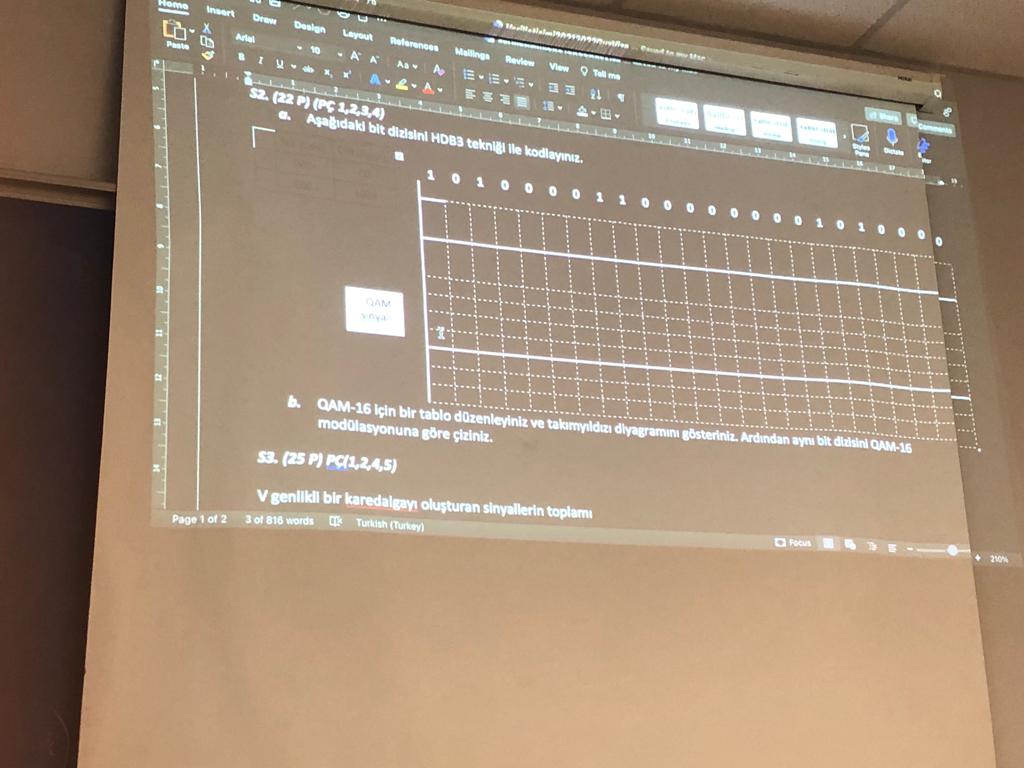 Home Insert Draw Design Layout References Mailings Review View Tell me
Share
Paste
Arial 10
B I U ab x₂ x²
Styles Pane
Dictate
S2. (22 P) (PÇ 1,2,3,4)
a. Aşağıdaki bit dizisini HDB3 tekniği ile kodlayınız.
1 0 1 0 0 0 0 1 1 0 0 0 0 0 0 0 1 0 1 0 0 0 0
QAM
sinyali
b. QAM-16 için bir tablo düzenleyiniz ve takımyıldızı diyagramını gösteriniz. Ardından aynı bit dizisini QAM-16
modülasyonuna göre çiziniz.
S3. (25 P) PÇ(1,2,4,5)
V genlikli bir karedalgayı oluşturan sinyallerin toplamı
Page 1 of 2 3 of 816 words Turkish (Turkey) Focus 210%